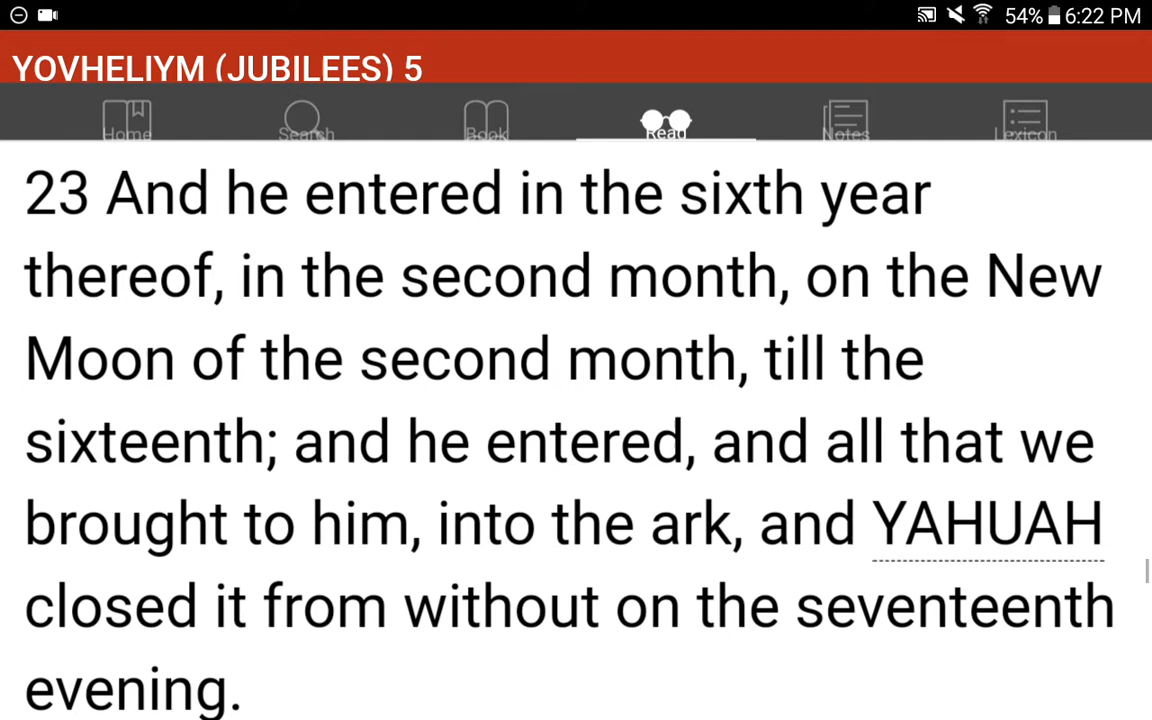 54% 6:22 PM
YOVHELIYM (JUBILEES) 5
Home Search Book Read Notes Lexicon
23 And he entered in the sixth year
thereof, in the second month, on the New
Moon of the second month, till the
sixteenth; and he entered, and all that we
brought to him, into the ark, and YAHUAH
closed it from without on the seventeenth
evening.